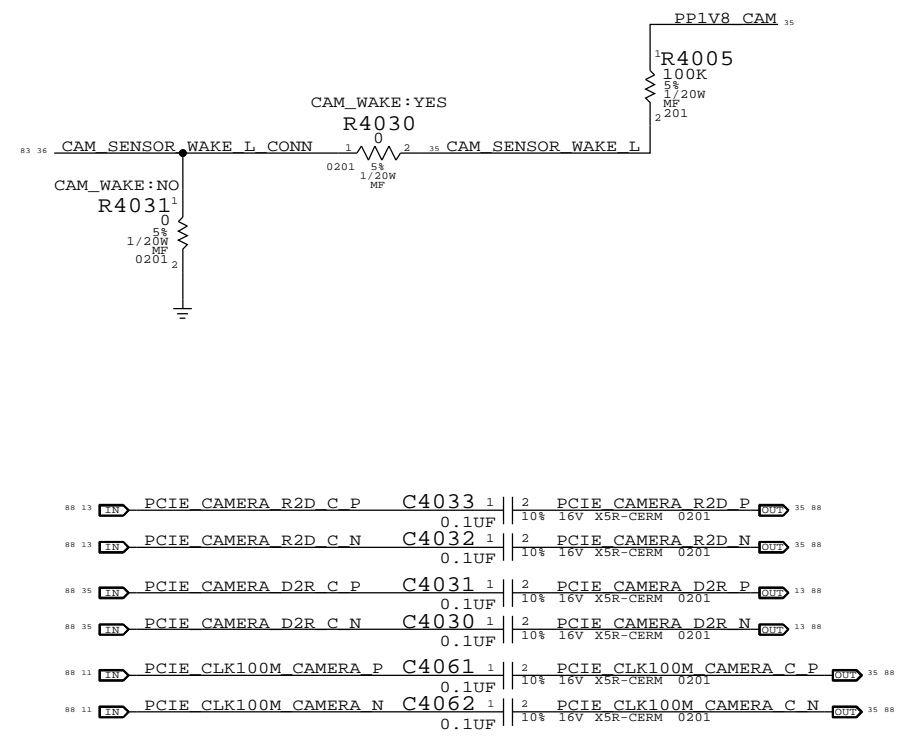 PP1V8_CAM 35
1
R4005
100K
5%
1/20W
MF
2 201
CAM_WAKE:YES
R4030
0
83 36 CAM_SENSOR_WAKE_L_CONN 1 2 35 CAM_SENSOR_WAKE_L
0201 5%
1/20W
MF
CAM_WAKE:NO
R4031 1
0
5%
1/20W
MF
0201 2
88 13 IN PCIE_CAMERA_R2D_C_P C4033 1 2 PCIE_CAMERA_R2D_P OUT 35 88
0.1UF 10% 16V X5R-CERM 0201
88 13 IN PCIE_CAMERA_R2D_C_N C4032 1 2 PCIE_CAMERA_R2D_N OUT 35 88
0.1UF 10% 16V X5R-CERM 0201
88 35 IN PCIE_CAMERA_D2R_C_P C4031 1 2 PCIE_CAMERA_D2R_P OUT 13 88
0.1UF 10% 16V X5R-CERM 0201
88 35 IN PCIE_CAMERA_D2R_C_N C4030 1 2 PCIE_CAMERA_D2R_N OUT 13 88
0.1UF 10% 16V X5R-CERM 0201
88 11 IN PCIE_CLK100M_CAMERA_P C4061 1 2 PCIE_CLK100M_CAMERA_C_P OUT 35 88
0.1UF 10% 16V X5R-CERM 0201
88 11 IN PCIE_CLK100M_CAMERA_N C4062 1 2 PCIE_CLK100M_CAMERA_C_N OUT 35 88
0.1UF 10% 16V X5R-CERM 0201